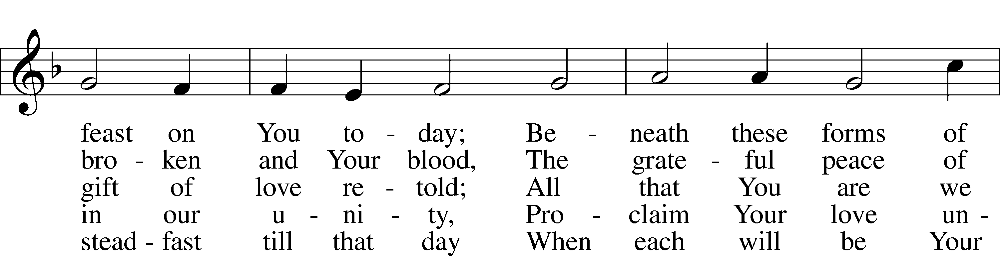 feast on You to - day; Be - neath these forms of
bro - ken and Your blood, The grate - ful peace of
gift of love re - told; All that You are we
in our u - ni - ty, Pro - claim Your love un -
stead - fast till that day When each will be Your